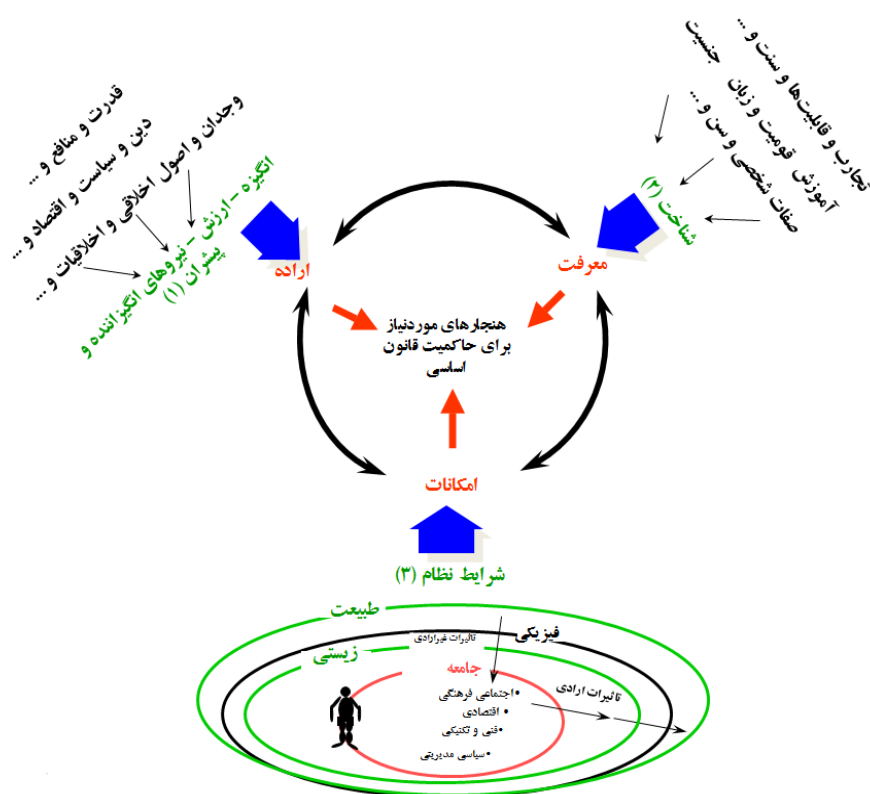 تجارب و قابلیت‌ها و سنت و ...
آموزش قومیت و زبان جنسیت
صفات شخصی و سن و ...
شناخت (۲)
معرفت
قدرت و منافع و ...
دین و سیاست و اقتصاد و ...
وجدان و اصول اخلاقی و اخلاقیات و ...
انگیزه - ارزش - نیروهای انگیزاننده و
پیشران (۱)
اراده
هنجارهای موردنیاز
برای حاکمیت قانون
اساسی
امکانات
شرایط نظام (۳)
طبیعت
فیزیکی
تاثیرات غیرارادی
زیستی
جامعه
تاثیرات ارادی
•اجتماعی فرهنگی
•اقتصادی
•فنی و تکنیکی
•سیاسی مدیریتی